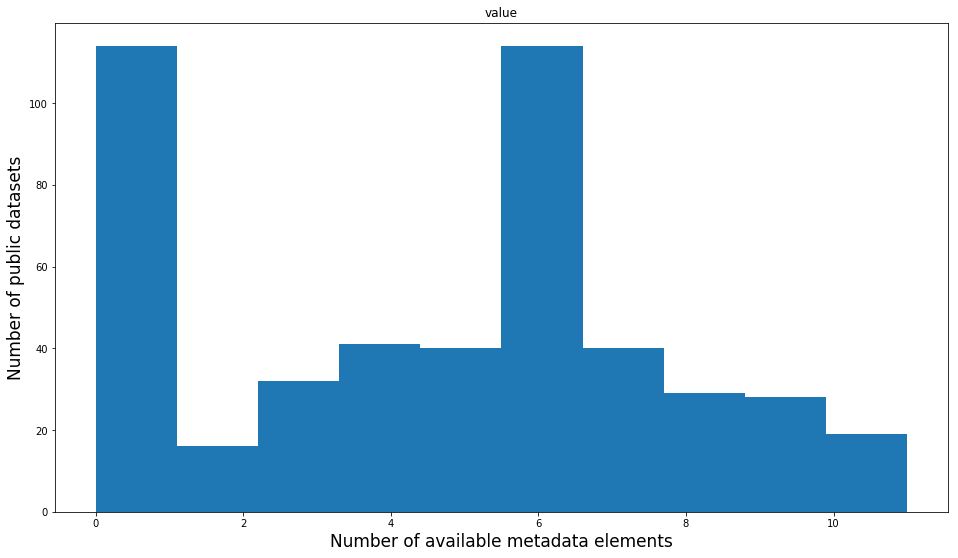 value
Number of public datasets
100
80
60
40
20
0
0 2 4 6 8 10
Number of available metadata elements